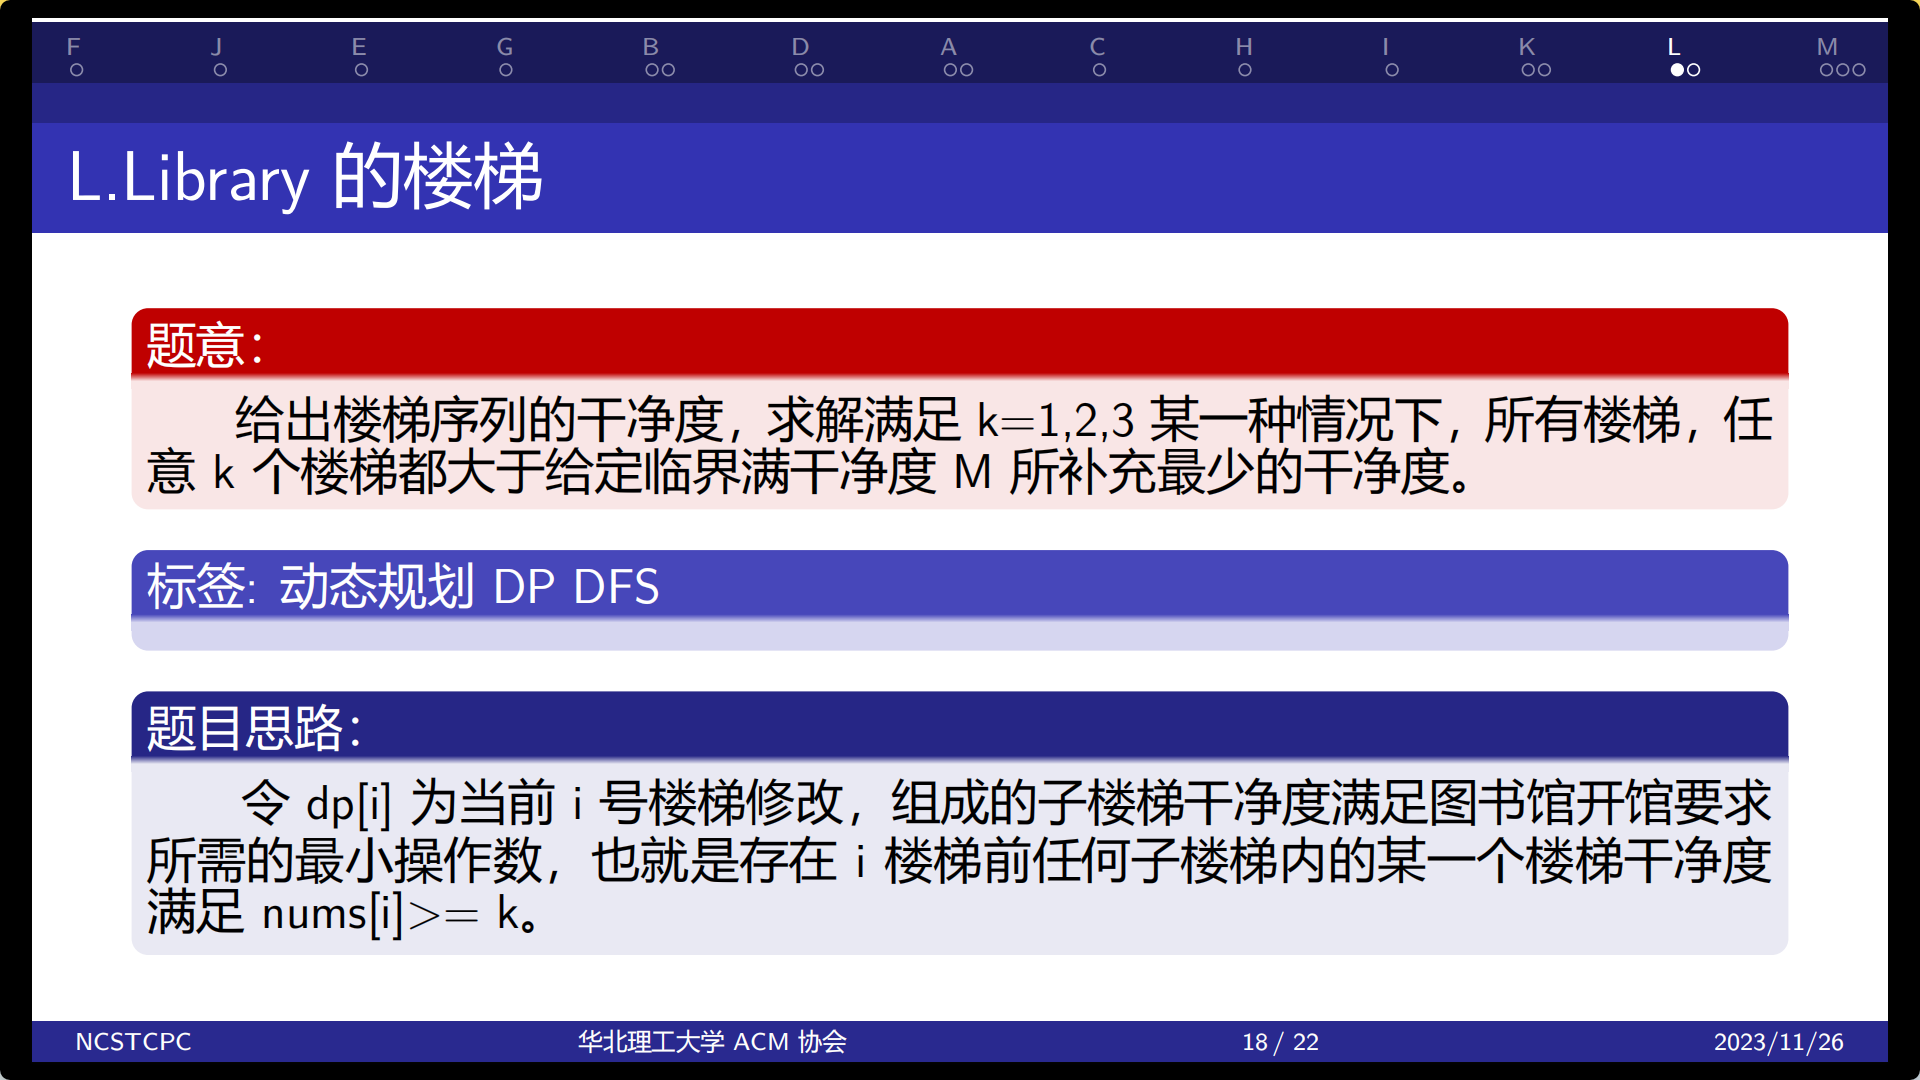 F J E G B D A C H I K L M
L.Library 的楼梯
题意：
给出楼梯序列的干净度，求解满足 k=1,2,3 某一种情况下，所有楼梯，任
意 k 个楼梯都大于给定临界满干净度 M 所补充最少的干净度。
标签: 动态规划 DP DFS
题目思路：
令 dp[i] 为当前 i 号楼梯修改，组成的子楼梯干净度满足图书馆开馆要求
所需的最小操作数，也就是存在 i 楼梯前任何子楼梯内的某一个楼梯干净度
满足 nums[i]>= k。
NCSTCPC 华北理工大学 ACM 协会 18 / 22 2023/11/26